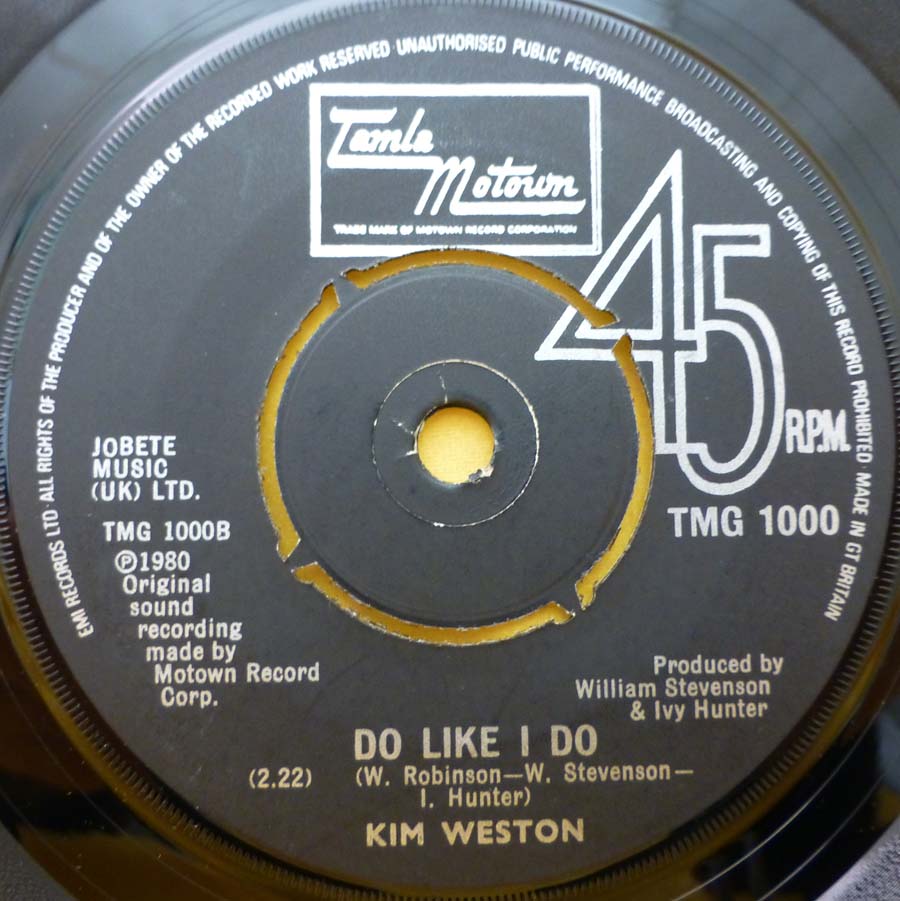 EMI RECORDS LTD · ALL RIGHTS OF THE PRODUCER AND OF THE OWNER OF THE RECORDED WORK RESERVED · UNAUTHORISED PUBLIC PERFORMANCE BROADCASTING AND COPYING OF THIS RECORD PROHIBITED · MADE IN GT BRITAIN
Tamla
Motown
TRADE MARK OF MOTOWN RECORD CORPORATION
45
R.P.M.
TMG 1000
JOBETE
MUSIC
(UK) LTD.
TMG 1000B
℗1980
Original
sound
recording
made by
Motown Record
Corp.
Produced by
William Stevenson
& Ivy Hunter
DO LIKE I DO
(2.22) (W. Robinson—W. Stevenson—
I. Hunter)
KIM WESTON